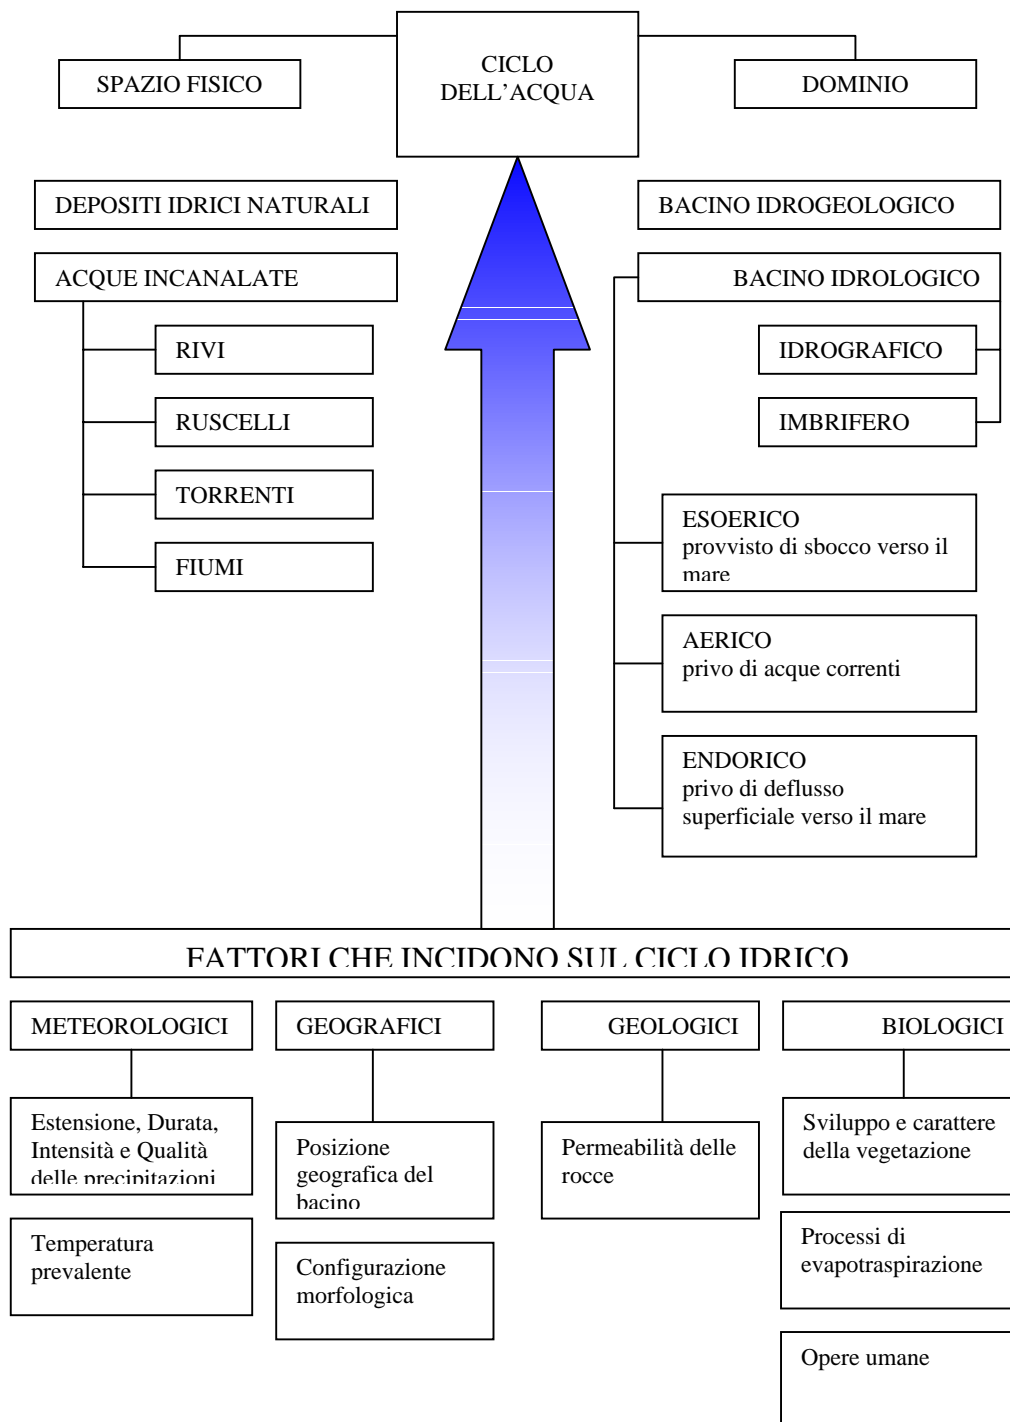 CICLO
DELL’ACQUA
SPAZIO FISICO
DOMINIO
DEPOSITI IDRICI NATURALI
ACQUE INCANALATE
RIVI
RUSCELLI
TORRENTI
FIUMI
BACINO IDROGEOLOGICO
BACINO IDROLOGICO
IDROGRAFICO
IMBRIFERO
ESOERICO
provvisto di sbocco verso il
mare
AERICO
privo di acque correnti
ENDORICO
privo di deflusso
superficiale verso il mare
FATTORI CHE INCIDONO SUL CICLO IDRICO
METEOROLOGICI
Estensione, Durata,
Intensità e Qualità
delle precipitazioni
Temperatura
prevalente
GEOGRAFICI
Posizione
geografica del
bacino
Configurazione
morfologica
GEOLOGICI
Permeabilità delle
rocce
BIOLOGICI
Sviluppo e carattere
della vegetazione
Processi di
evapotraspirazione
Opere umane